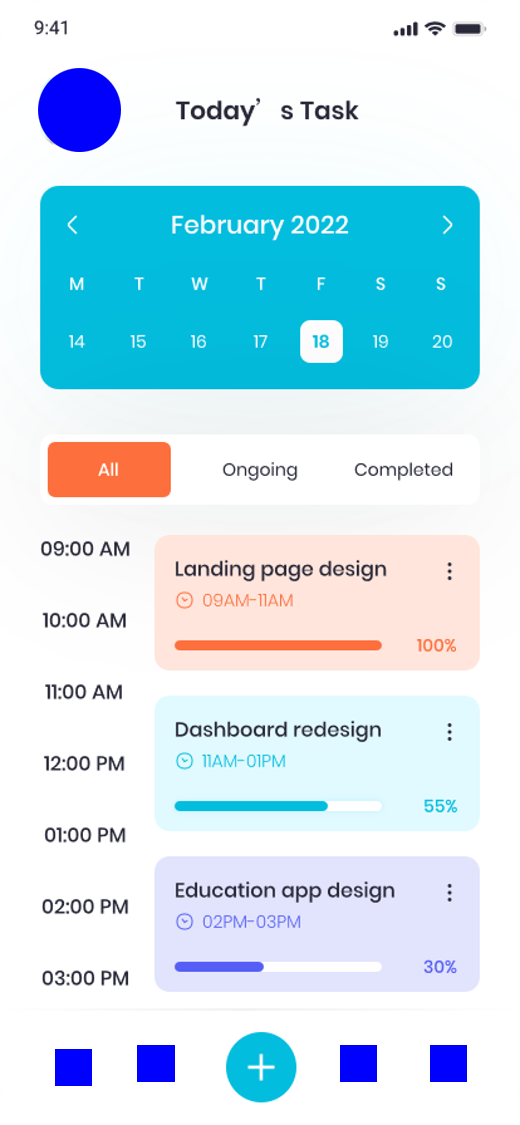 9:41
Today’s Task
February 2022
M T W T F S S
14 15 16 17 18 19 20
All Ongoing Completed
09:00 AM
Landing page design
09AM-11AM
10:00 AM
100%
11:00 AM
Dashboard redesign
11AM-01PM
12:00 PM
55%
01:00 PM
Education app design
02:00 PM
02PM-03PM
03:00 PM
30%